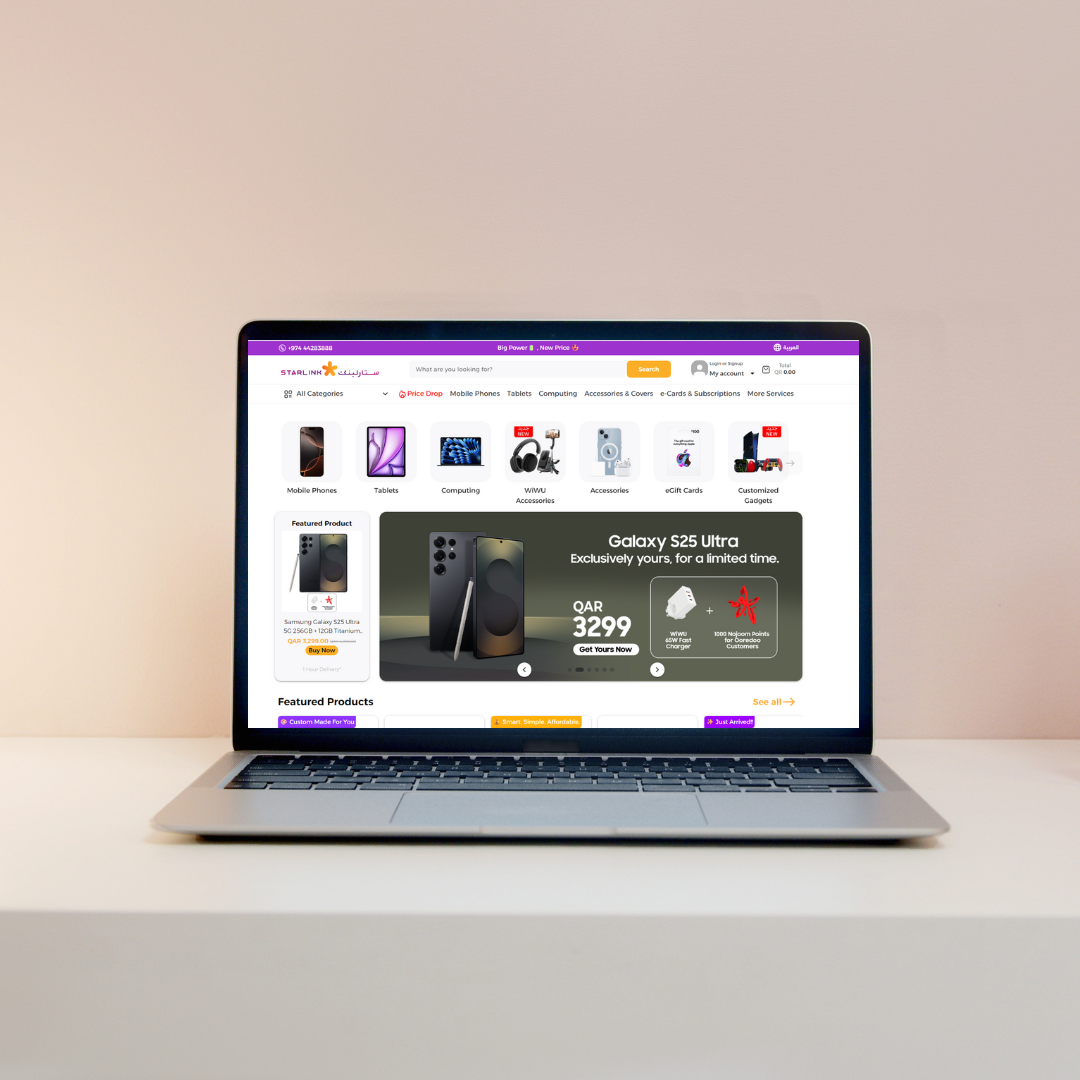 +974 44283888
Big Power , New Price
العربية
STARLINK ستارلينك
What are you looking for?
Search
Login or Signup
My account
Total
QR 0.00
All Categories
Price Drop
Mobile Phones
Tablets
Computing
Accessories & Covers
e-Cards & Subscriptions
More Services
جديد
NEW
جديد
NEW
Mobile Phones
Tablets
Computing
WiWU
Accessories
Accessories
eGift Cards
Customized
Gadgets
Featured Product
Samsung Galaxy S25 Ultra
5G 256GB + 12GB Titanium..
QAR 3,299.00
Buy Now
1 Hour Delivery*
Galaxy S25 Ultra
Exclusively yours, for a limited time.
QAR
3299
Get Yours Now
+
WiWU
65W Fast
Charger
1000 Nojoom Points
for Ooredoo
Customers
Featured Products
See all
Custom Made For You
Smart. Simple. Affordable.
Just Arrived!!